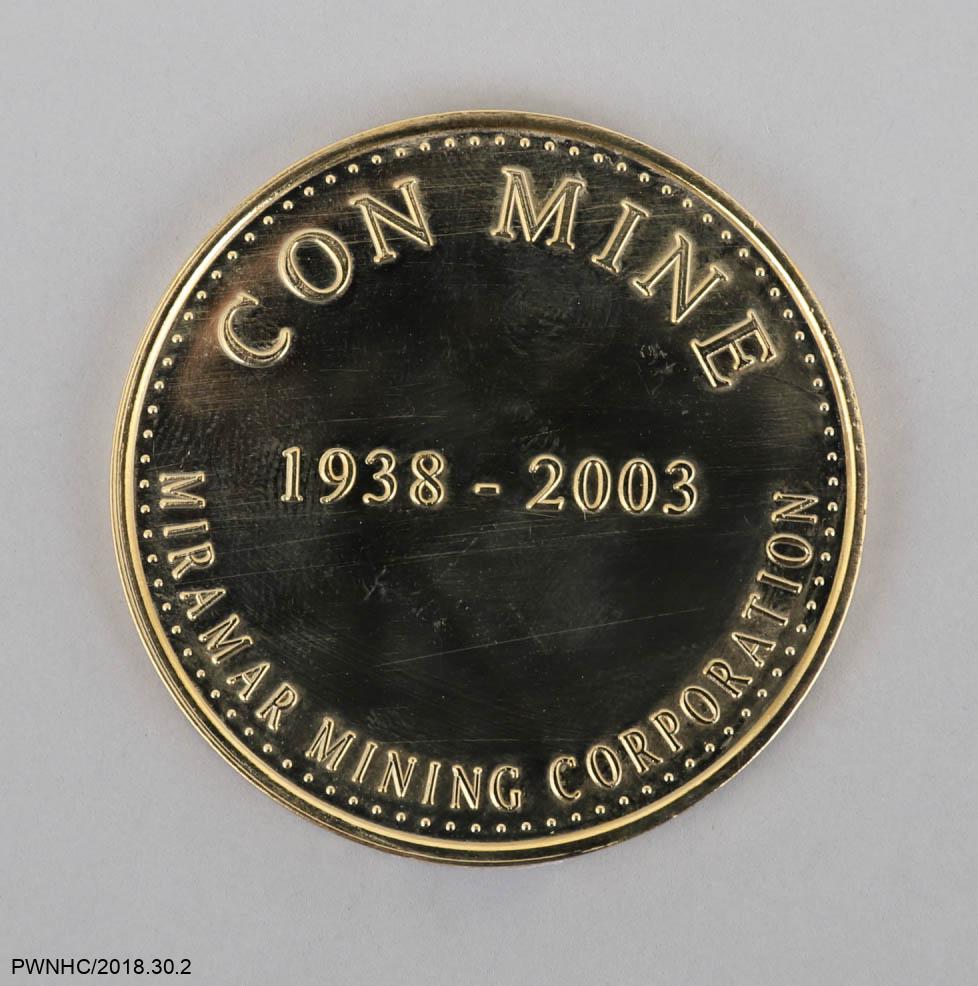 CON MINE
1938 - 2003
MIRAMAR MINING CORPORATION
PWNHC/2018.30.2